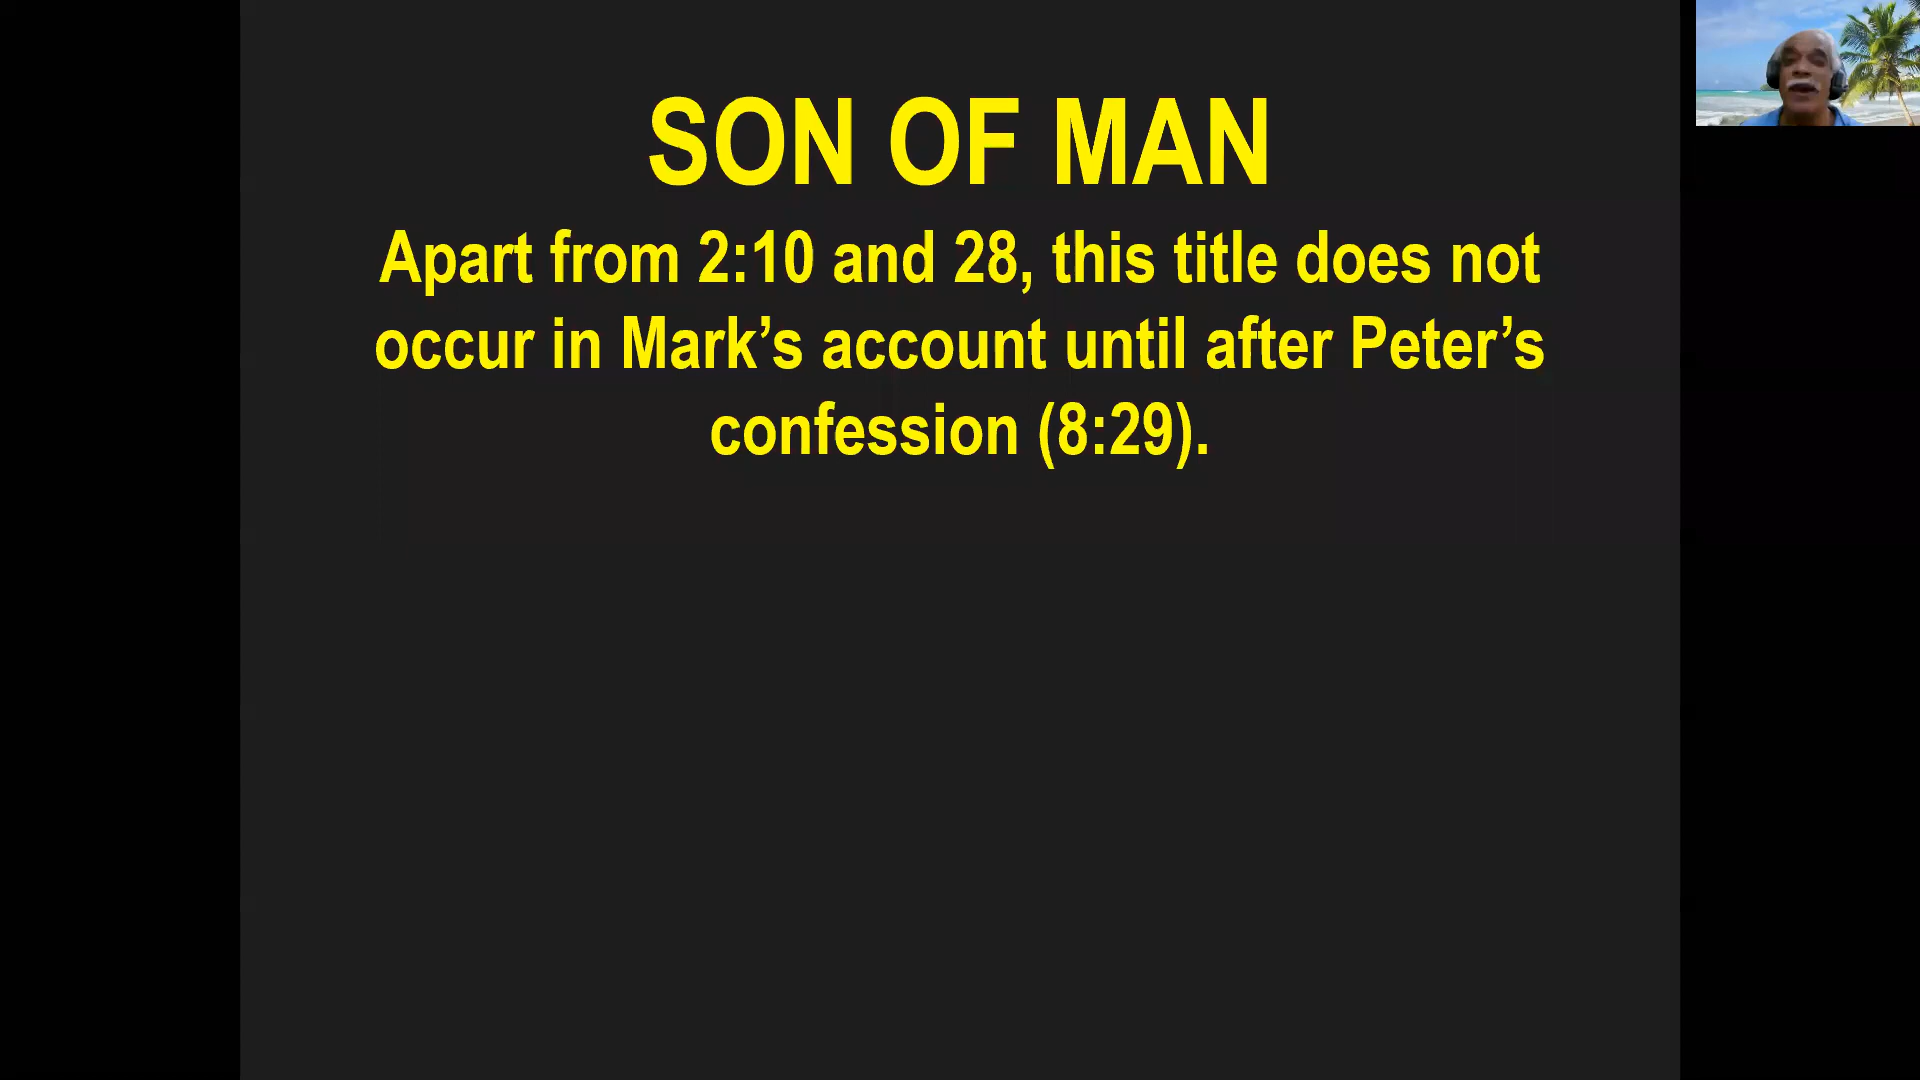 SON OF MAN
Apart from 2:10 and 28, this title does not
occur in Mark’s account until after Peter’s
confession (8:29).